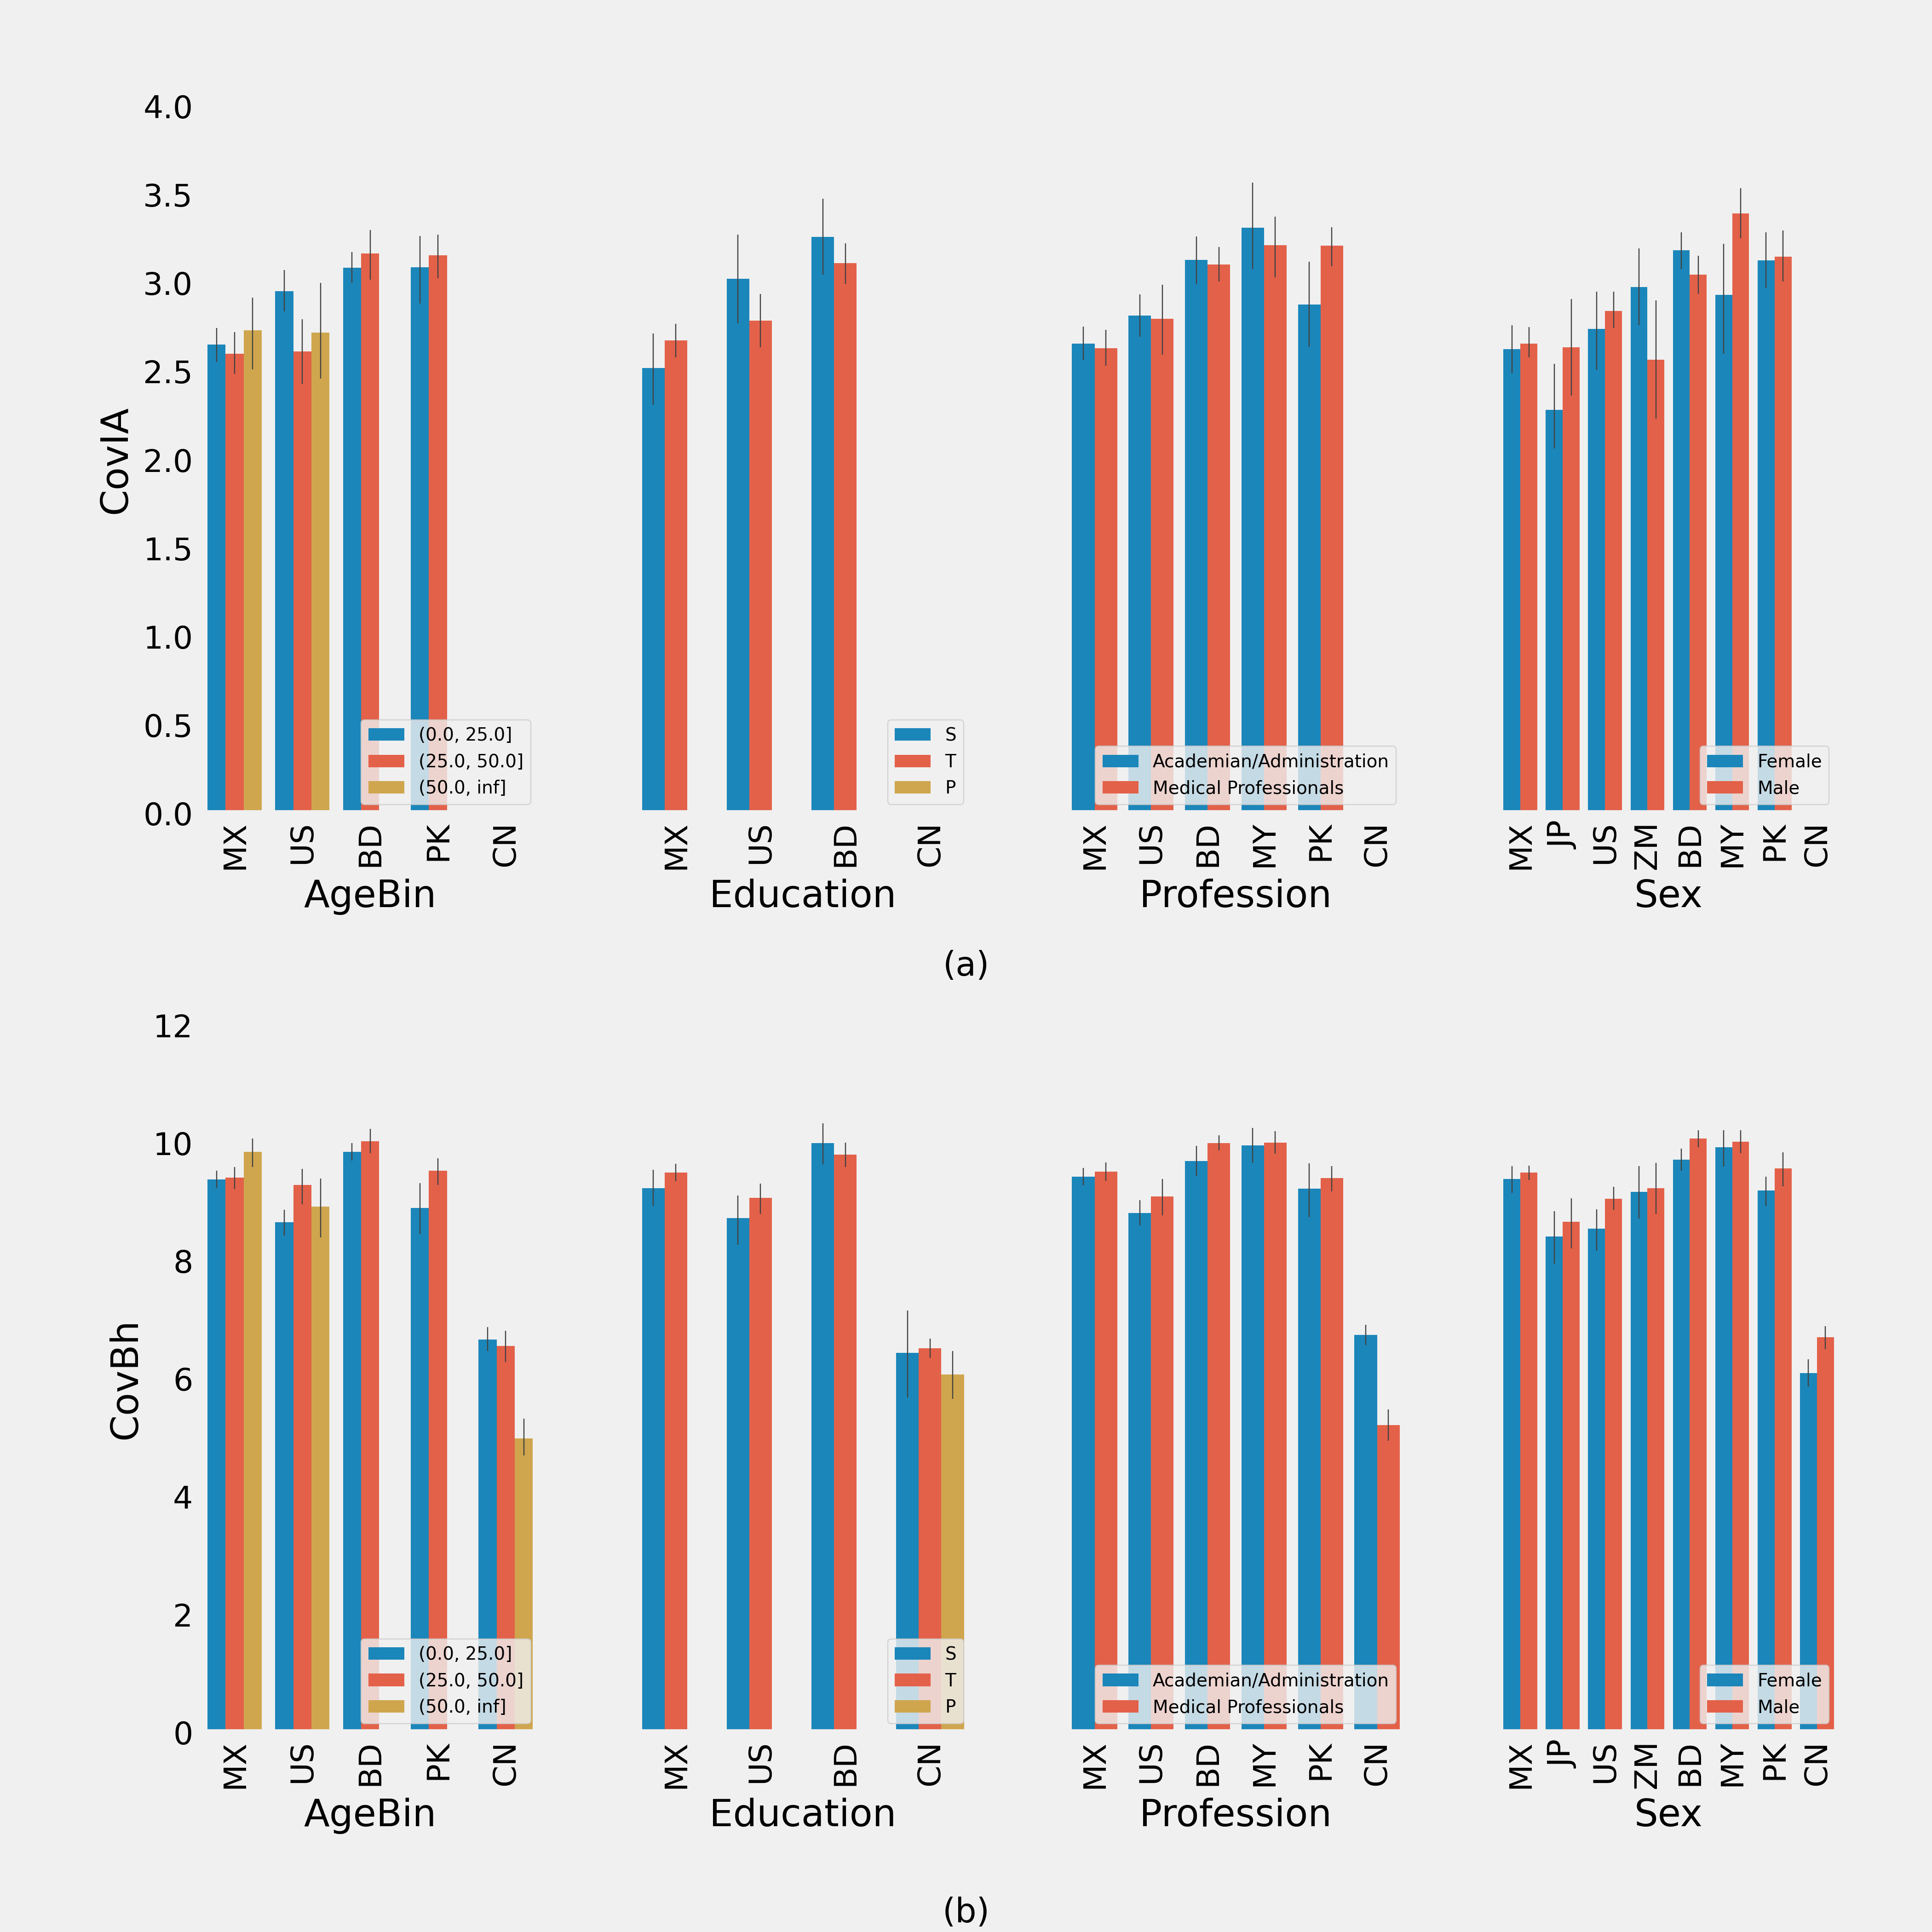 4.0
3.5
3.0
2.5
2.0
1.5
1.0
0.5
0.0
CovIA
(0.0, 25.0]
(25.0, 50.0]
(50.0, inf]
MX US BD PK CN
AgeBin
S
T
P
MX US BD CN
Education
Academian/Administration
Medical Professionals
MX US BD MY PK CN
Profession
Female
Male
MX JP US ZM BD MY PK CN
Sex
(a)
12
10
8
6
4
2
0
CovBh
(0.0, 25.0]
(25.0, 50.0]
(50.0, inf]
MX US BD PK CN
AgeBin
S
T
P
MX US BD CN
Education
Academian/Administration
Medical Professionals
MX US BD MY PK CN
Profession
Female
Male
MX JP US ZM BD MY PK CN
Sex
(b)